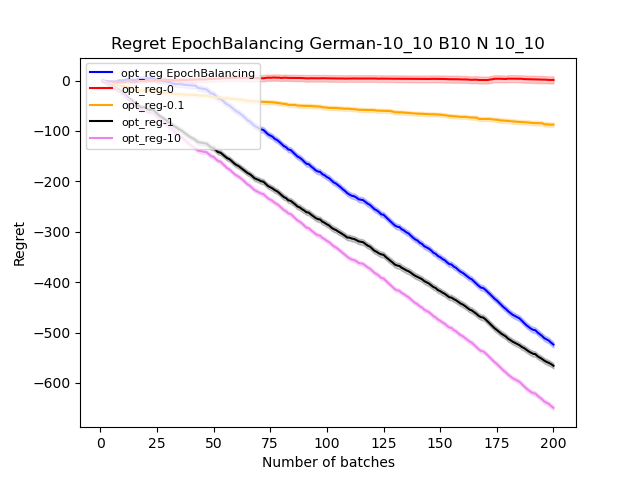 Regret EpochBalancing German-10_10 B10 N 10_10
opt_reg EpochBalancing
opt_reg-0
opt_reg-0.1
opt_reg-1
opt_reg-10
0
−100
−200
−300
−400
−500
−600
Regret
0 25 50 75 100 125 150 175 200
Number of batches